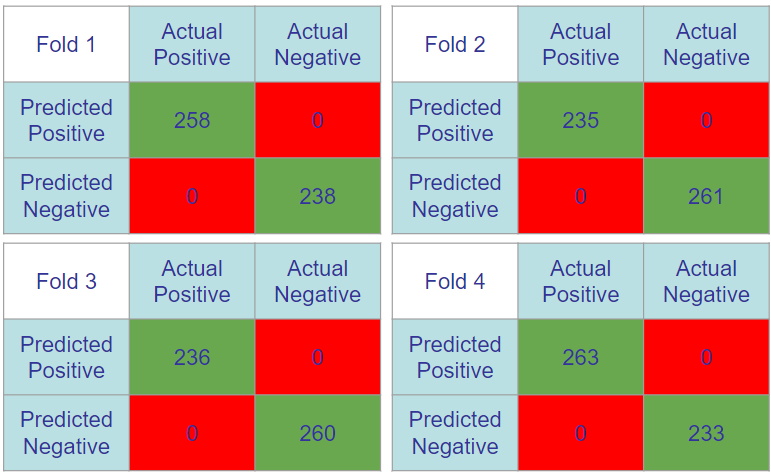 Fold 1
Actual Positive
Actual Negative
Predicted Positive
258
0
Predicted Negative
0
238
Fold 2
Actual Positive
Actual Negative
Predicted Positive
235
0
Predicted Negative
0
261
Fold 3
Actual Positive
Actual Negative
Predicted Positive
236
0
Predicted Negative
0
260
Fold 4
Actual Positive
Actual Negative
Predicted Positive
263
0
Predicted Negative
0
233